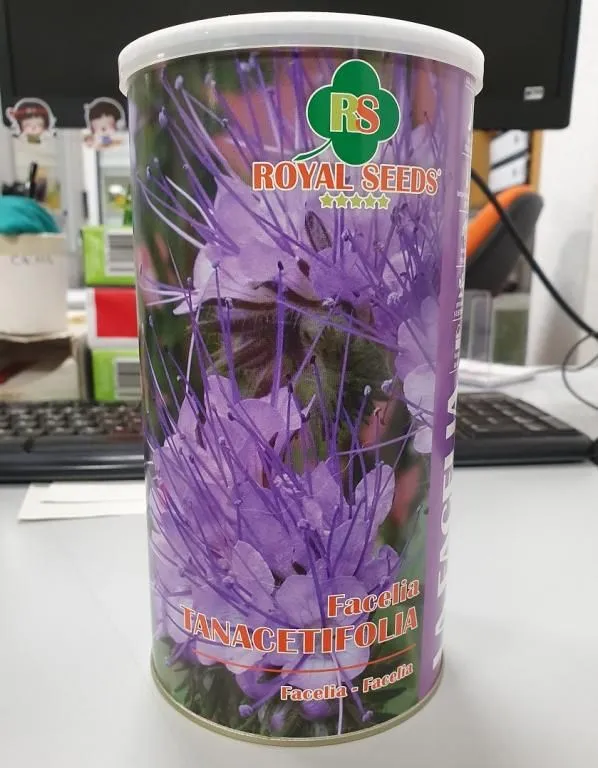 RS
ROYAL SEEDS®
Facelia
TANACETIFOLIA
Facelia - Facelia